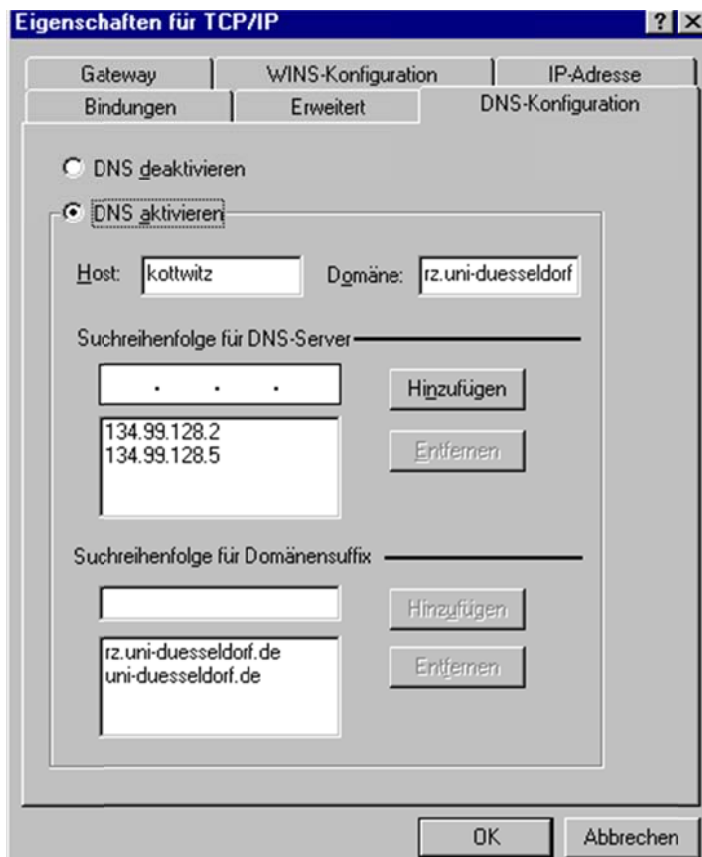 Eigenschaften für TCP/IP
Gateway WINS-Konfiguration IP-Adresse
Bindungen Erweitert DNS-Konfiguration
DNS deaktivieren
DNS aktivieren
Host: kottwitz Domäne: rz.uni-duesseldorf
Suchreihenfolge für DNS-Server
. . . Hinzufügen
134.99.128.2
134.99.128.5
Entfernen
Suchreihenfolge für Domänensuffix
Hinzufügen
rz.uni-duesseldorf.de
uni-duesseldorf.de
Entfernen
OK Abbrechen